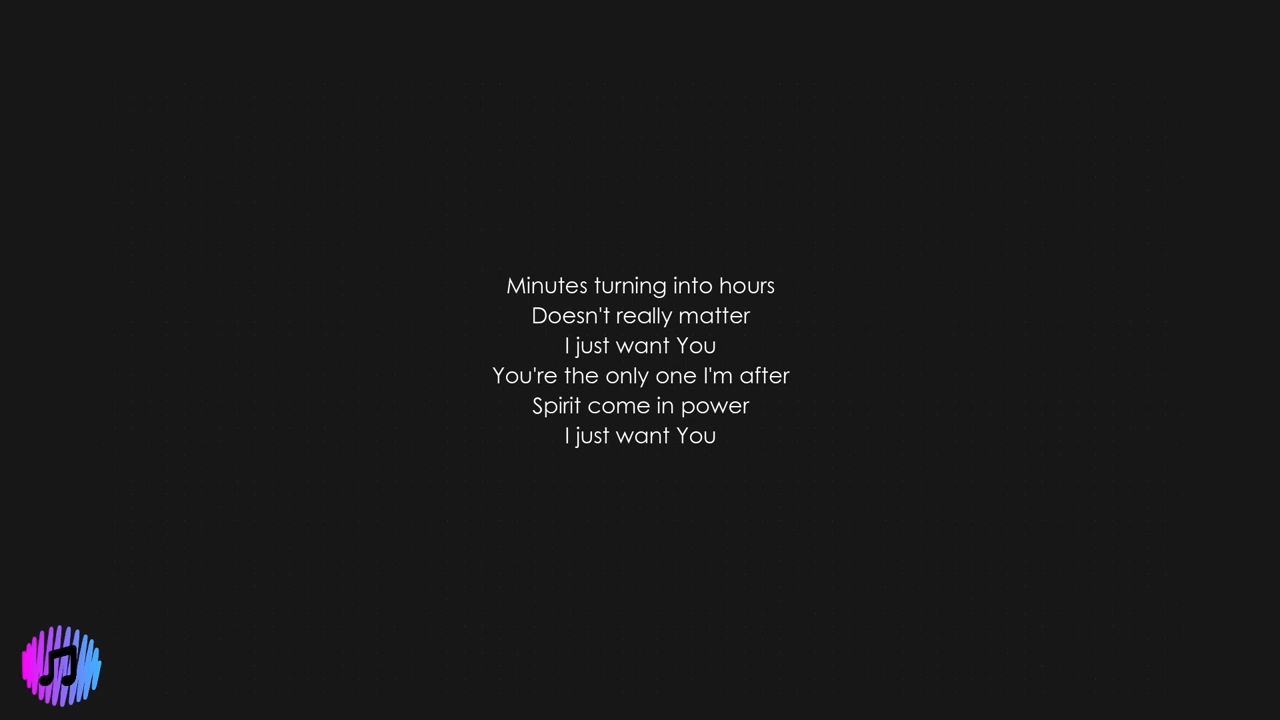 Minutes turning into hours
Doesn't really matter
I just want You
You're the only one I'm after
Spirit come in power
I just want You